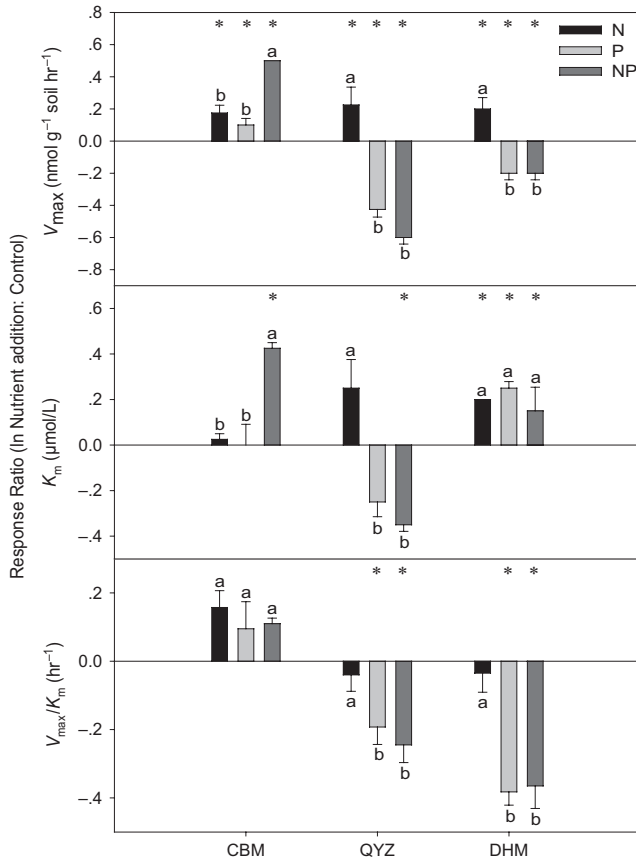 Response Ratio (ln Nutrient addition: Control)
Vmax (nmol g⁻¹ soil hr⁻¹)
.8
.6
.4
.2
0.0
−.2
−.4
−.6
−.8
* * * * * * * * *
N
P
NP
b b a a b b a b b
Km (µmol/L)
.6
.4
.2
0.0
−.2
−.4
* * * * *
b b a a b b a a a
Vmax/Km (hr⁻¹)
.2
0.0
−.2
−.4
* * * *
a a a a b b a b b
CBM QYZ DHM